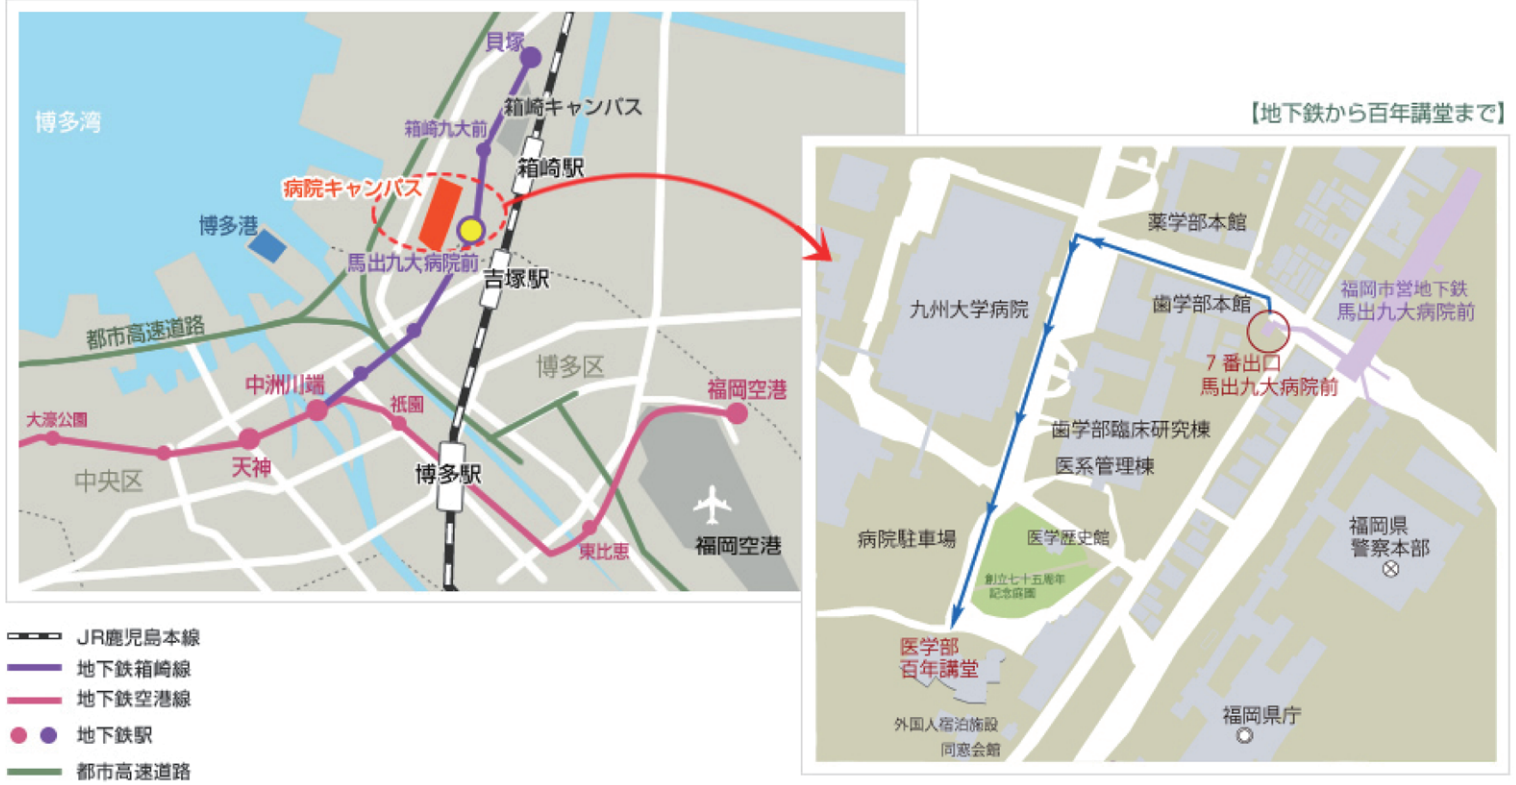 貝塚
箱崎キャンパス
博多湾
箱崎九大前
箱崎駅
病院キャンパス
博多港
馬出九大病院前
吉塚駅
都市高速道路
博多区
中洲川端
福岡空港
祇園
大濠公園
天神
中央区
博多駅
福岡空港
東比恵
JR鹿児島本線
地下鉄箱崎線
地下鉄空港線
地下鉄駅
都市高速道路
【地下鉄から百年講堂まで】
薬学部本館
九州大学病院
歯学部本館
福岡市営地下鉄
馬出九大病院前
7番出口
馬出九大病院前
歯学部臨床研究棟
医系管理棟
病院駐車場
医学歴史館
福岡県
警察本部
創立七十五周年
記念庭園
医学部
百年講堂
外国人宿泊施設
同窓会館
福岡県庁